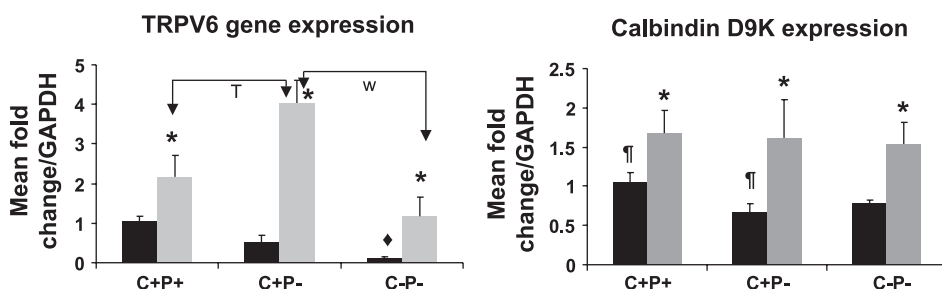 TRPV6 gene expression
Mean fold
change/GAPDH
5
4
3
2
1
0
T
w
*
*
♦
*
C+P+
C+P-
C-P-
Calbindin D9K expression
Mean fold
change/GAPDH
2.5
2
1.5
1
0.5
0
¶
*
¶
*
*
C+P+
C+P-
C-P-